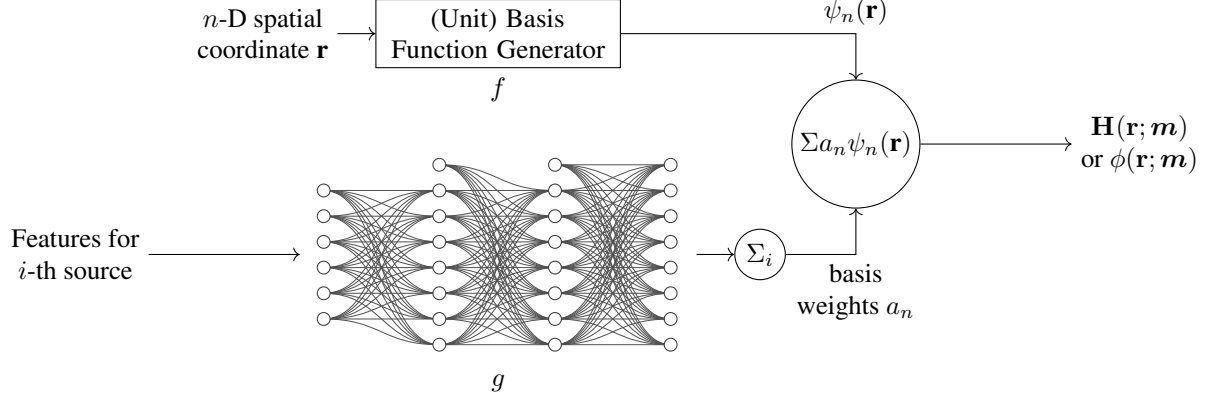 n-D spatial
coordinate r
(Unit) Basis
Function Generator
f
ψₙ(r)
Σaₙψₙ(r)
H(r; m)
or ϕ(r; m)
Features for
i-th source
g
Σᵢ
basis
weights aₙ